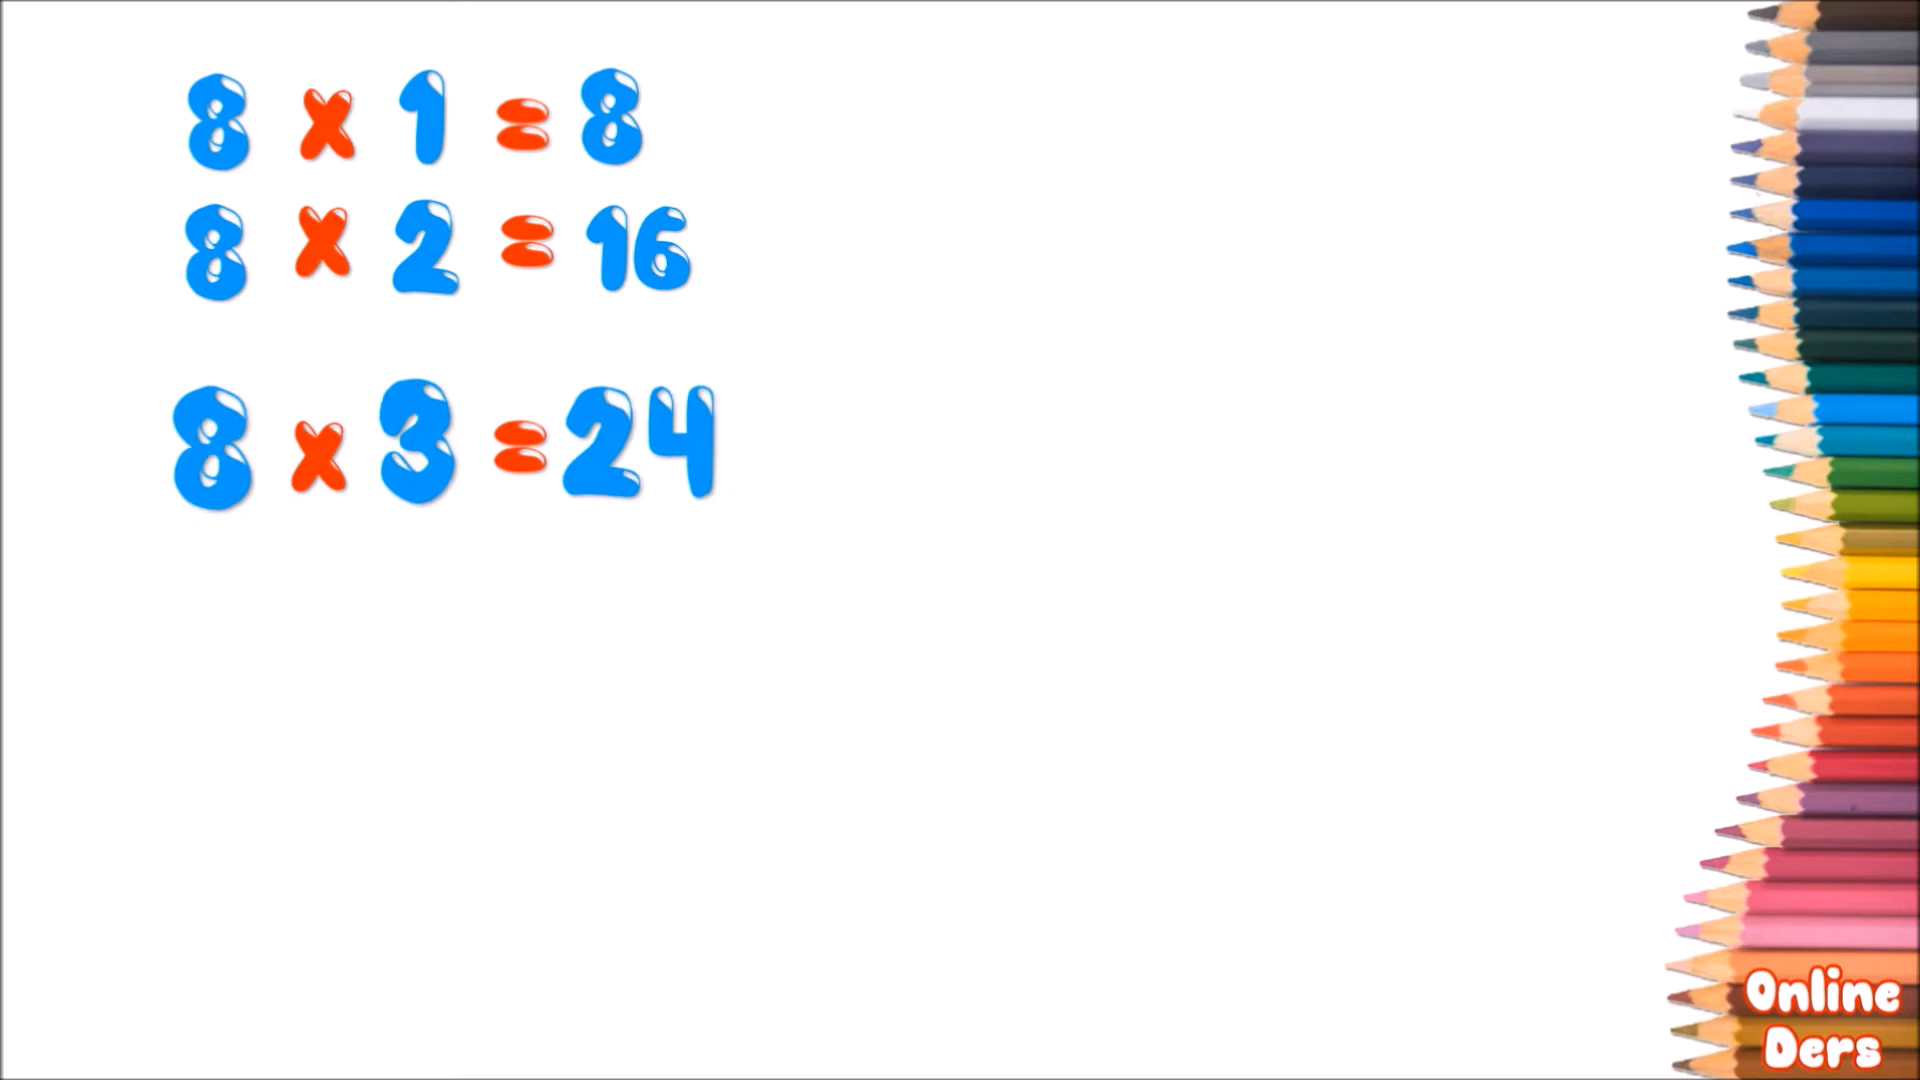 8 x 1 = 8
8 x 2 = 16
8 x 3 = 24
Online
Ders